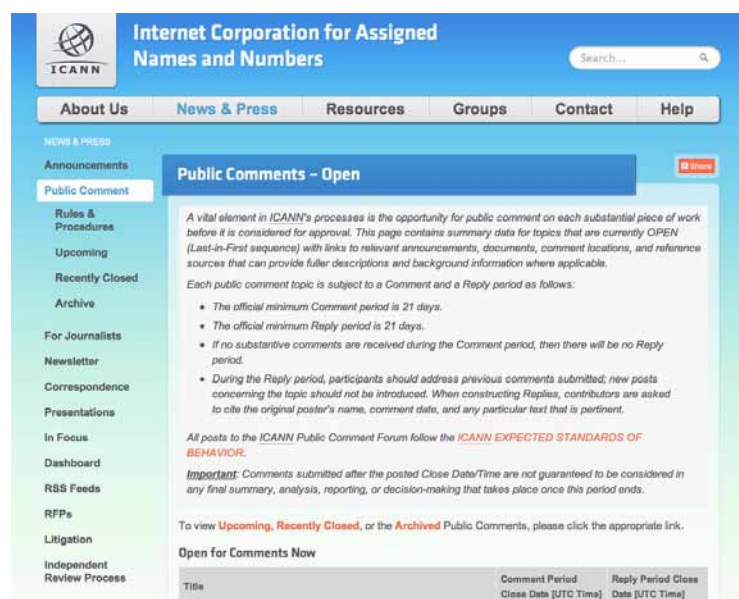 ICANN
Internet Corporation for Assigned
Names and Numbers
Search...
About Us News & Press Resources Groups Contact Help
NEWS & PRESS
Announcements
Public Comment
Rules &
Procedures
Upcoming
Recently Closed
Archive
For Journalists
Newsletter
Correspondence
Presentations
In Focus
Dashboard
RSS Feeds
RFPs
Litigation
Independent
Review Process
Public Comments – Open
Share
A vital element in ICANN's processes is the opportunity for public comment on each substantial piece of work
before it is considered for approval. This page contains summary data for topics that are currently OPEN
(Last-in-First sequence) with links to relevant announcements, documents, comment locations, and reference
sources that can provide fuller descriptions and background information where applicable.
Each public comment topic is subject to a Comment and a Reply period as follows:
• The official minimum Comment period is 21 days.
• The official minimum Reply period is 21 days.
• If no substantive comments are received during the Comment period, then there will be no Reply
period.
• During the Reply period, participants should address previous comments submitted; new posts
concerning the topic should not be introduced. When constructing Replies, contributors are asked
to cite the original poster's name, comment date, and any particular text that is pertinent.
All posts to the ICANN Public Comment Forum follow the ICANN EXPECTED STANDARDS OF
BEHAVIOR.
Important: Comments submitted after the posted Close Date/Time are not guaranteed to be considered in
any final summary, analysis, reporting, or decision-making that takes place once this period ends.
To view Upcoming, Recently Closed, or the Archived Public Comments, please click the appropriate link.
Open for Comments Now
Title
Comment Period
Close Date [UTC Time]
Reply Period Close
Date [UTC Time]